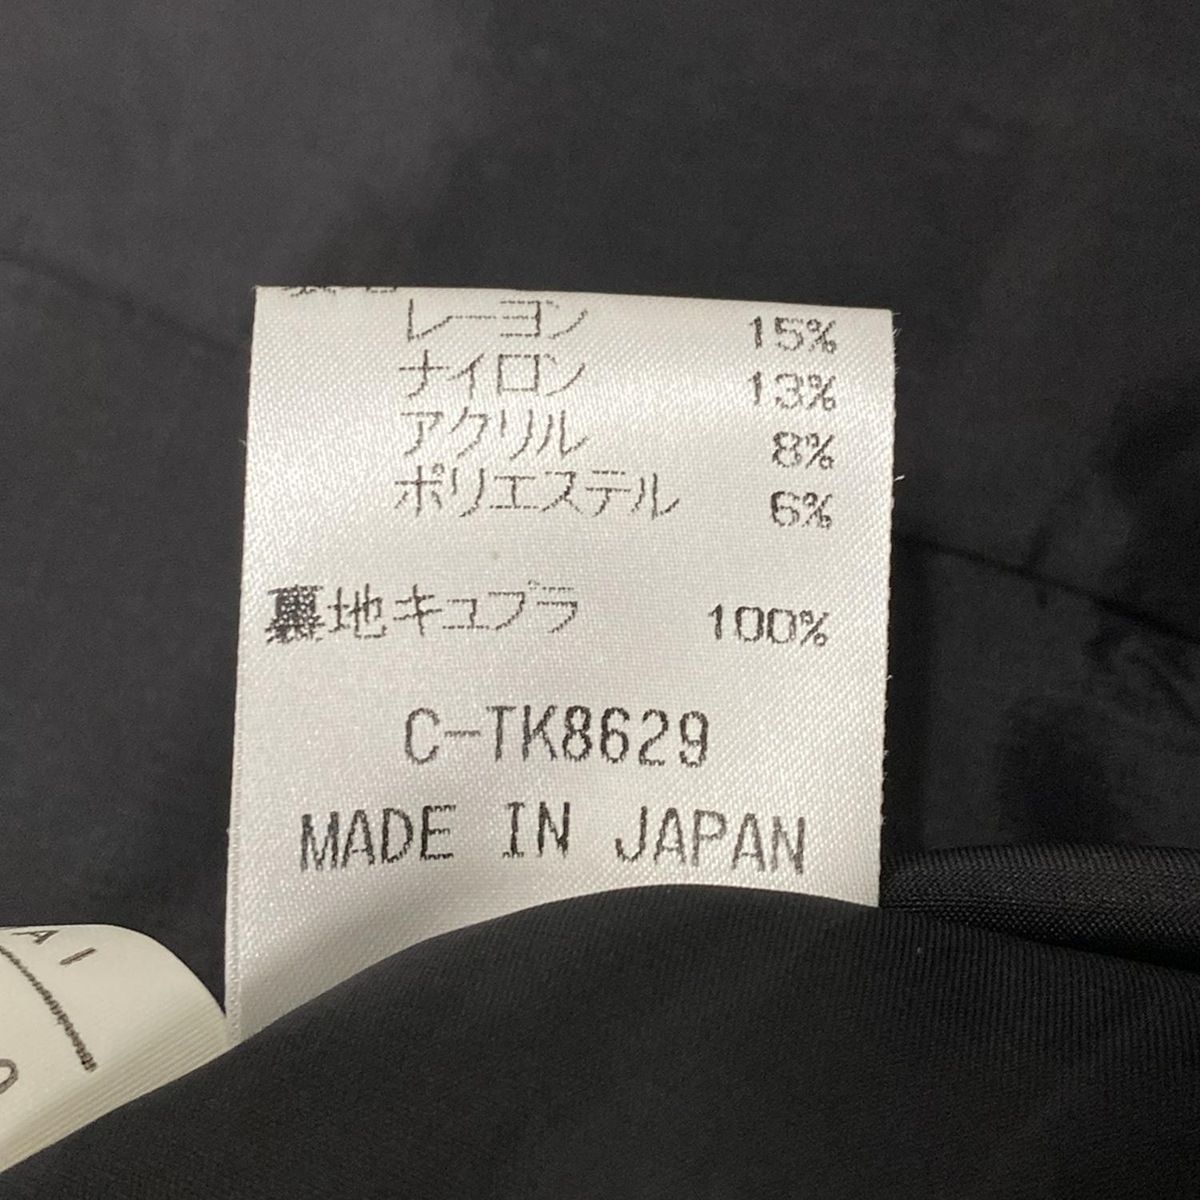 レーヨン 15%
ナイロン 13%
アクリル 8%
ポリエステル 6%
裏地キュプラ 100%
C-TK8629
MADE IN JAPAN
AI